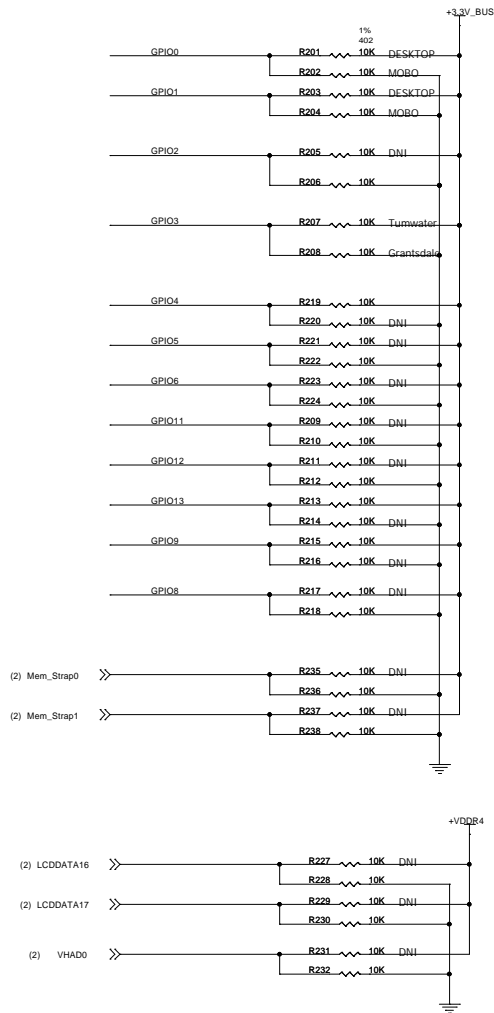 +3.3V_BUS
1%
402
GPIO0 R201 10K DESKTOP
R202 10K MOBO
GPIO1 R203 10K DESKTOP
R204 10K MOBO
GPIO2 R205 10K DNI
R206 10K
GPIO3 R207 10K Tumwater
R208 10K Grantsdale
GPIO4 R219 10K
R220 10K DNI
GPIO5 R221 10K DNI
R222 10K
GPIO6 R223 10K DNI
R224 10K
GPIO11 R209 10K DNI
R210 10K
GPIO12 R211 10K DNI
R212 10K
GPIO13 R213 10K
R214 10K DNI
GPIO9 R215 10K
R216 10K DNI
GPIO8 R217 10K DNI
R218 10K
(2) Mem_Strap0 R235 10K DNI
R236 10K
(2) Mem_Strap1 R237 10K DNI
R238 10K
+VDDR4
(2) LCDDATA16 R227 10K DNI
R228 10K
(2) LCDDATA17 R229 10K DNI
R230 10K
(2) VHAD0 R231 10K DNI
R232 10K